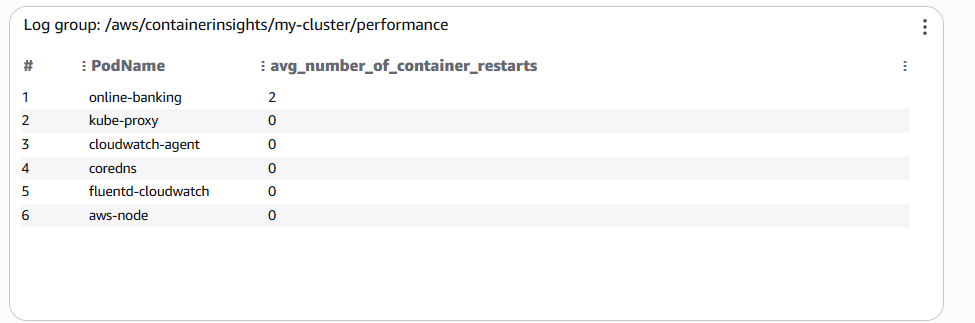 Log group: /aws/containerinsights/my-cluster/performance
# PodName avg_number_of_container_restarts
1 online-banking 2
2 kube-proxy 0
3 cloudwatch-agent 0
4 coredns 0
5 fluentd-cloudwatch 0
6 aws-node 0